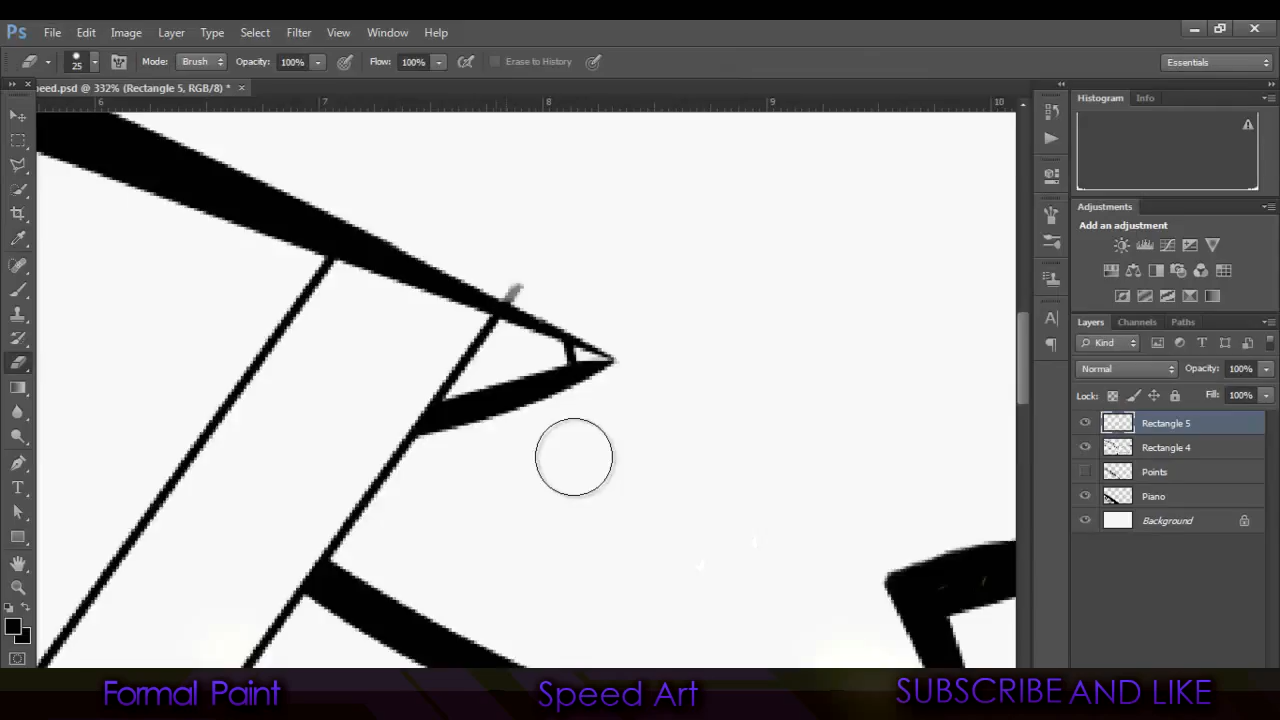 Ps File Edit Image Layer Type Select Filter View Window Help
25 Mode: Brush Opacity: 100% Flow: 100% Erase to History Essentials
peed.psd @ 332% (Rectangle 5, RGB/8) * ×
6 7 8 9 10
Histogram Info
Adjustments
Add an adjustment
Layers Channels Paths
Kind T
Normal Opacity: 100%
Lock: Fill: 100%
Rectangle 5
Rectangle 4
Points
Piano
Background
Formal Paint Speed Art SUBSCRIBE AND LIKE